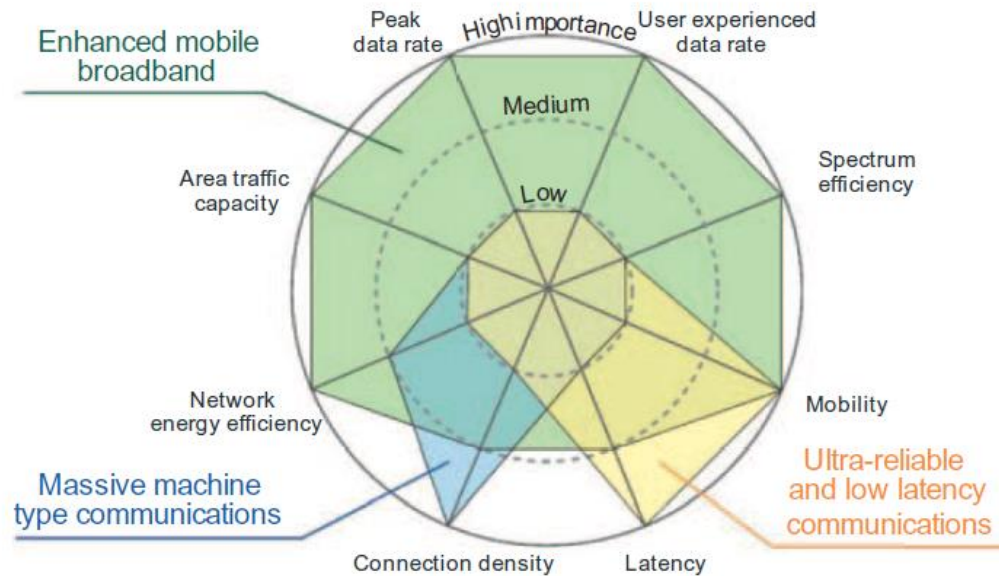 Peak
data rate
High importance
User experienced
data rate
Enhanced mobile
broadband
Medium
Area traffic
capacity
Low
Spectrum
efficiency
Network
energy efficiency
Mobility
Massive machine
type communications
Ultra-reliable
and low latency
communications
Connection density
Latency